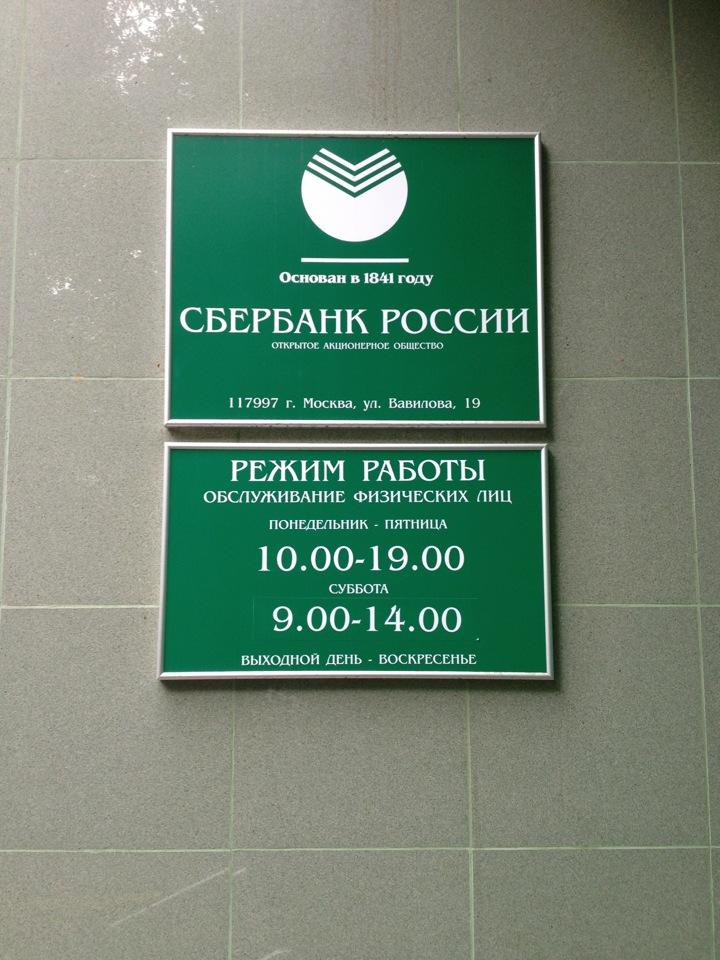 Основан в 1841 году
СБЕРБАНК РОССИИ
ОТКРЫТОЕ АКЦИОНЕРНОЕ ОБЩЕСТВО
117997 г. Москва, ул. Вавилова, 19
РЕЖИМ РАБОТЫ
ОБСЛУЖИВАНИЕ ФИЗИЧЕСКИХ ЛИЦ
ПОНЕДЕЛЬНИК - ПЯТНИЦА
10.00-19.00
СУББОТА
9.00-14.00
ВЫХОДНОЙ ДЕНЬ - ВОСКРЕСЕНЬЕ